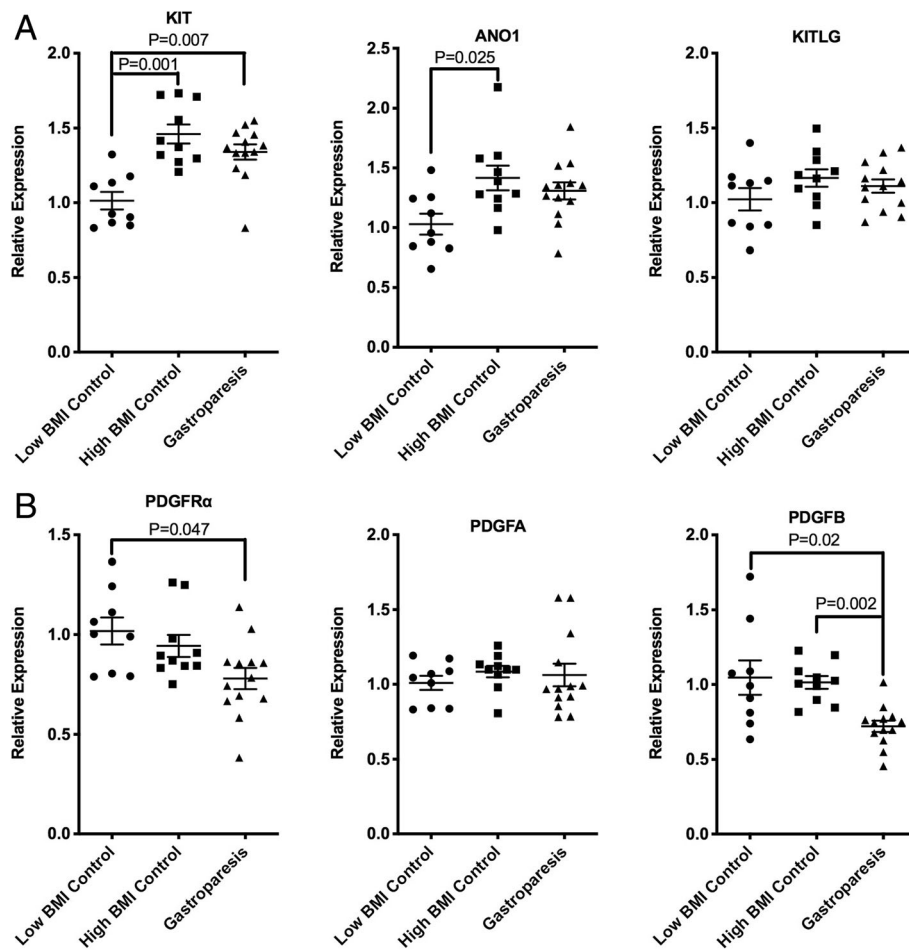 A
KIT
P=0.007
P=0.001
2.0
1.5
1.0
0.5
0.0
Relative Expression
Low BMI Control
High BMI Control
Gastroparesis
ANO1
P=0.025
2.5
2.0
1.5
1.0
0.5
0.0
Relative Expression
Low BMI Control
High BMI Control
Gastroparesis
KITLG
2.0
1.5
1.0
0.5
0.0
Relative Expression
Low BMI Control
High BMI Control
Gastroparesis
B
PDGFRα
P=0.047
1.5
1.0
0.5
0.0
Relative Expression
Low BMI Control
High BMI Control
Gastroparesis
PDGFA
2.0
1.5
1.0
0.5
0.0
Relative Expression
Low BMI Control
High BMI Control
Gastroparesis
PDGFB
P=0.02
P=0.002
2.0
1.5
1.0
0.5
0.0
Relative Expression
Low BMI Control
High BMI Control
Gastroparesis